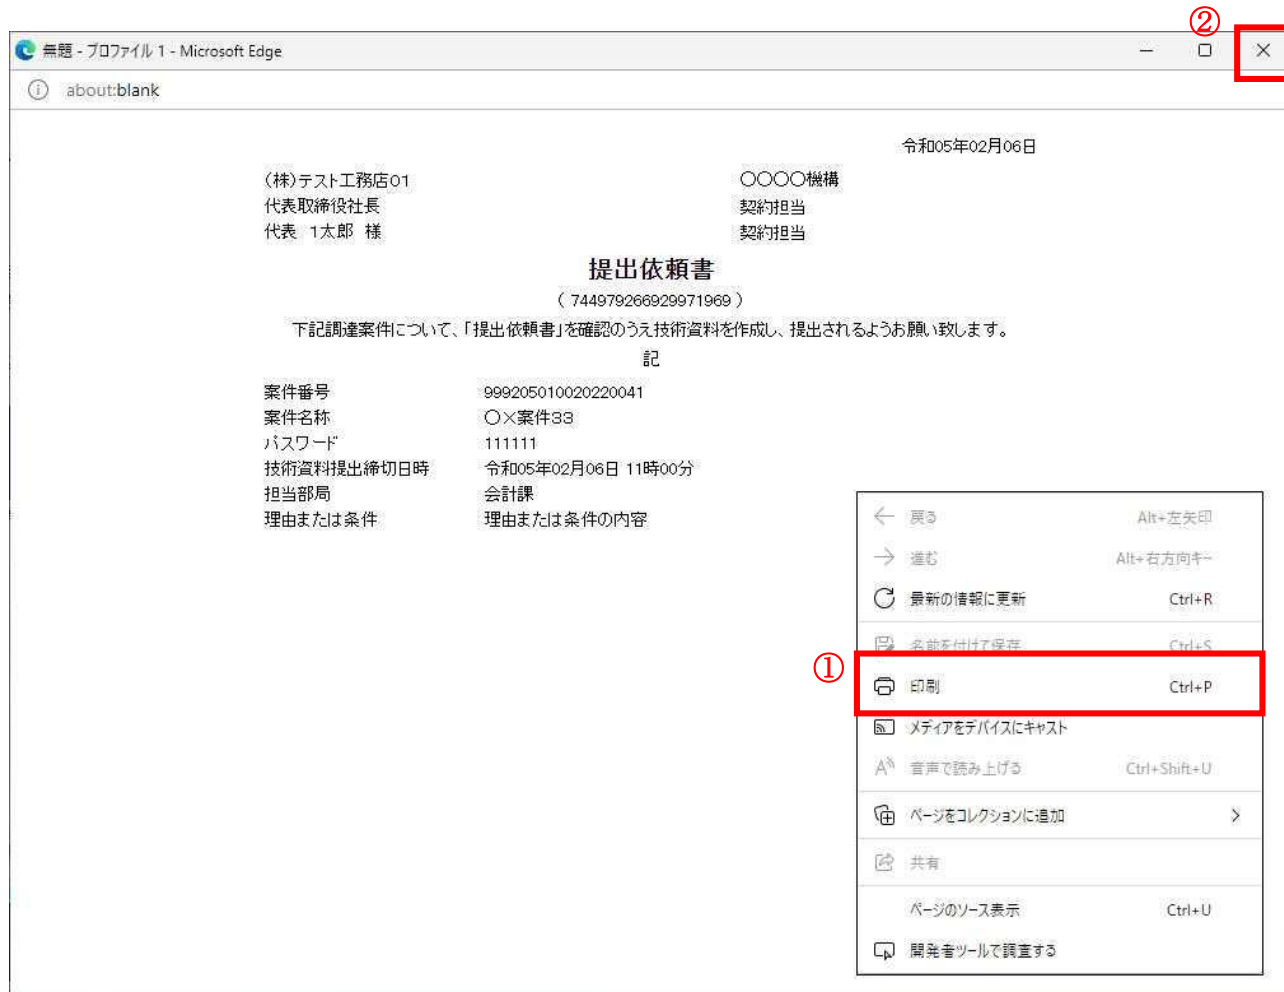 ②
無題 - プロファイル 1 - Microsoft Edge
about:blank
令和05年02月06日
(株)テスト工務店01
〇〇〇〇機構
代表取締役社長
契約担当
代表 1太郎 様
契約担当
提出依頼書
( 744979266929971969 )
下記調達案件について、「提出依頼書」を確認のうえ技術資料を作成し、提出されるようお願い致します。
記
案件番号 999205010020220041
案件名称 〇×案件33
パスワード 111111
技術資料提出締切日時 令和05年02月06日 11時00分
担当部局 会計課
理由または条件 理由または条件の内容
戻る Alt+左矢印
進む Alt+右方向キー
最新の情報に更新 Ctrl+R
名前を付けて保存 Ctrl+S
①
印刷 Ctrl+P
メディアをデバイスにキャスト
音声で読み上げる Ctrl+Shift+U
ページをコレクションに追加
共有
ページのソース表示 Ctrl+U
開発者ツールで調査する